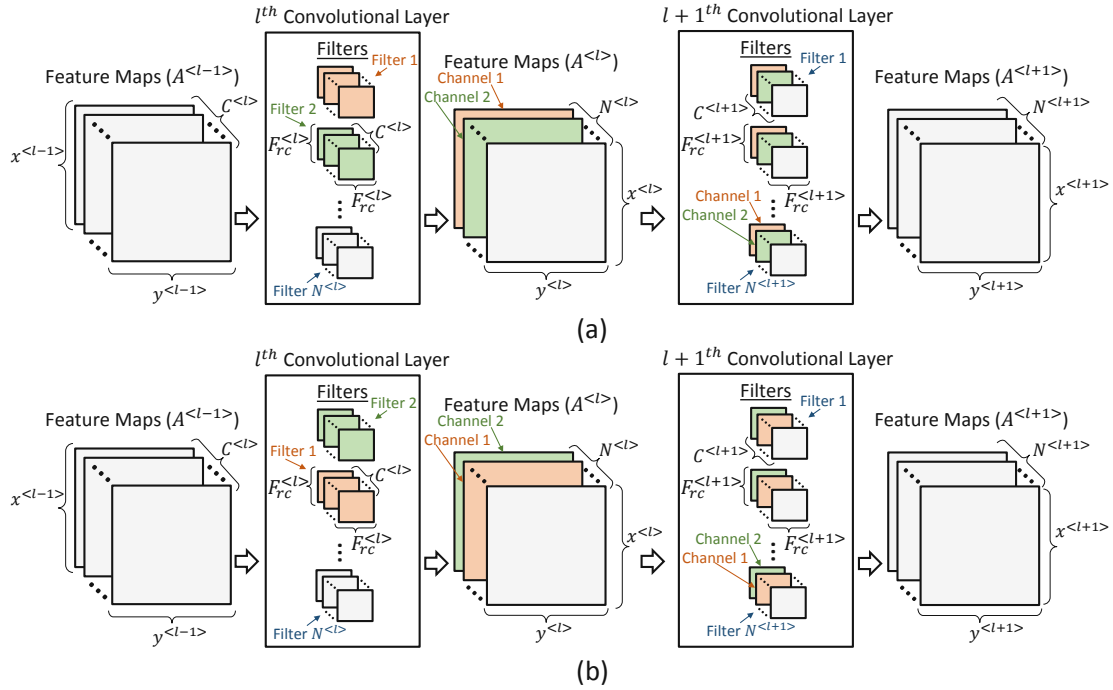 l^th Convolutional Layer
l + 1^th Convolutional Layer
Feature Maps (A^<l−1>)
Filters
Filter 1
Feature Maps (A^<l>)
Filters
Filter 1
Feature Maps (A^<l+1>)
C^<l>
Filter 2
Channel 1
Channel 2
N^<l>
C^<l+1>
N^<l+1>
x^<l−1>
F_rc^<l>
C^<l>
x^<l>
F_rc^<l+1>
x^<l+1>
F_rc^<l>
F_rc^<l+1>
Channel 1
Channel 2
y^<l−1>
Filter N^<l>
y^<l>
Filter N^<l+1>
y^<l+1>
(a)
l^th Convolutional Layer
l + 1^th Convolutional Layer
Feature Maps (A^<l−1>)
Filters
Filter 2
Feature Maps (A^<l>)
Filters
Filter 1
Feature Maps (A^<l+1>)
C^<l>
Filter 1
Channel 2
Channel 1
N^<l>
C^<l+1>
N^<l+1>
x^<l−1>
F_rc^<l>
C^<l>
x^<l>
F_rc^<l+1>
x^<l+1>
F_rc^<l>
F_rc^<l+1>
Channel 2
Channel 1
y^<l−1>
Filter N^<l>
y^<l>
Filter N^<l+1>
y^<l+1>
(b)